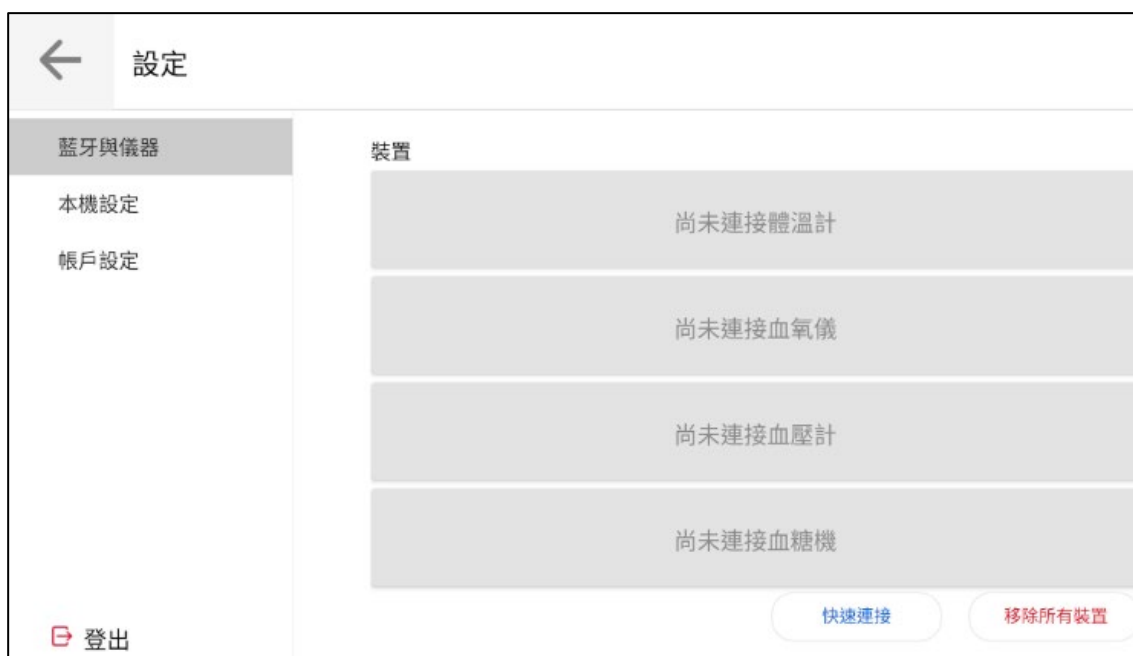 設定
藍牙與儀器
本機設定
帳戶設定
登出
裝置
尚未連接體溫計
尚未連接血氧儀
尚未連接血壓計
尚未連接血糖機
快速連接
移除所有裝置